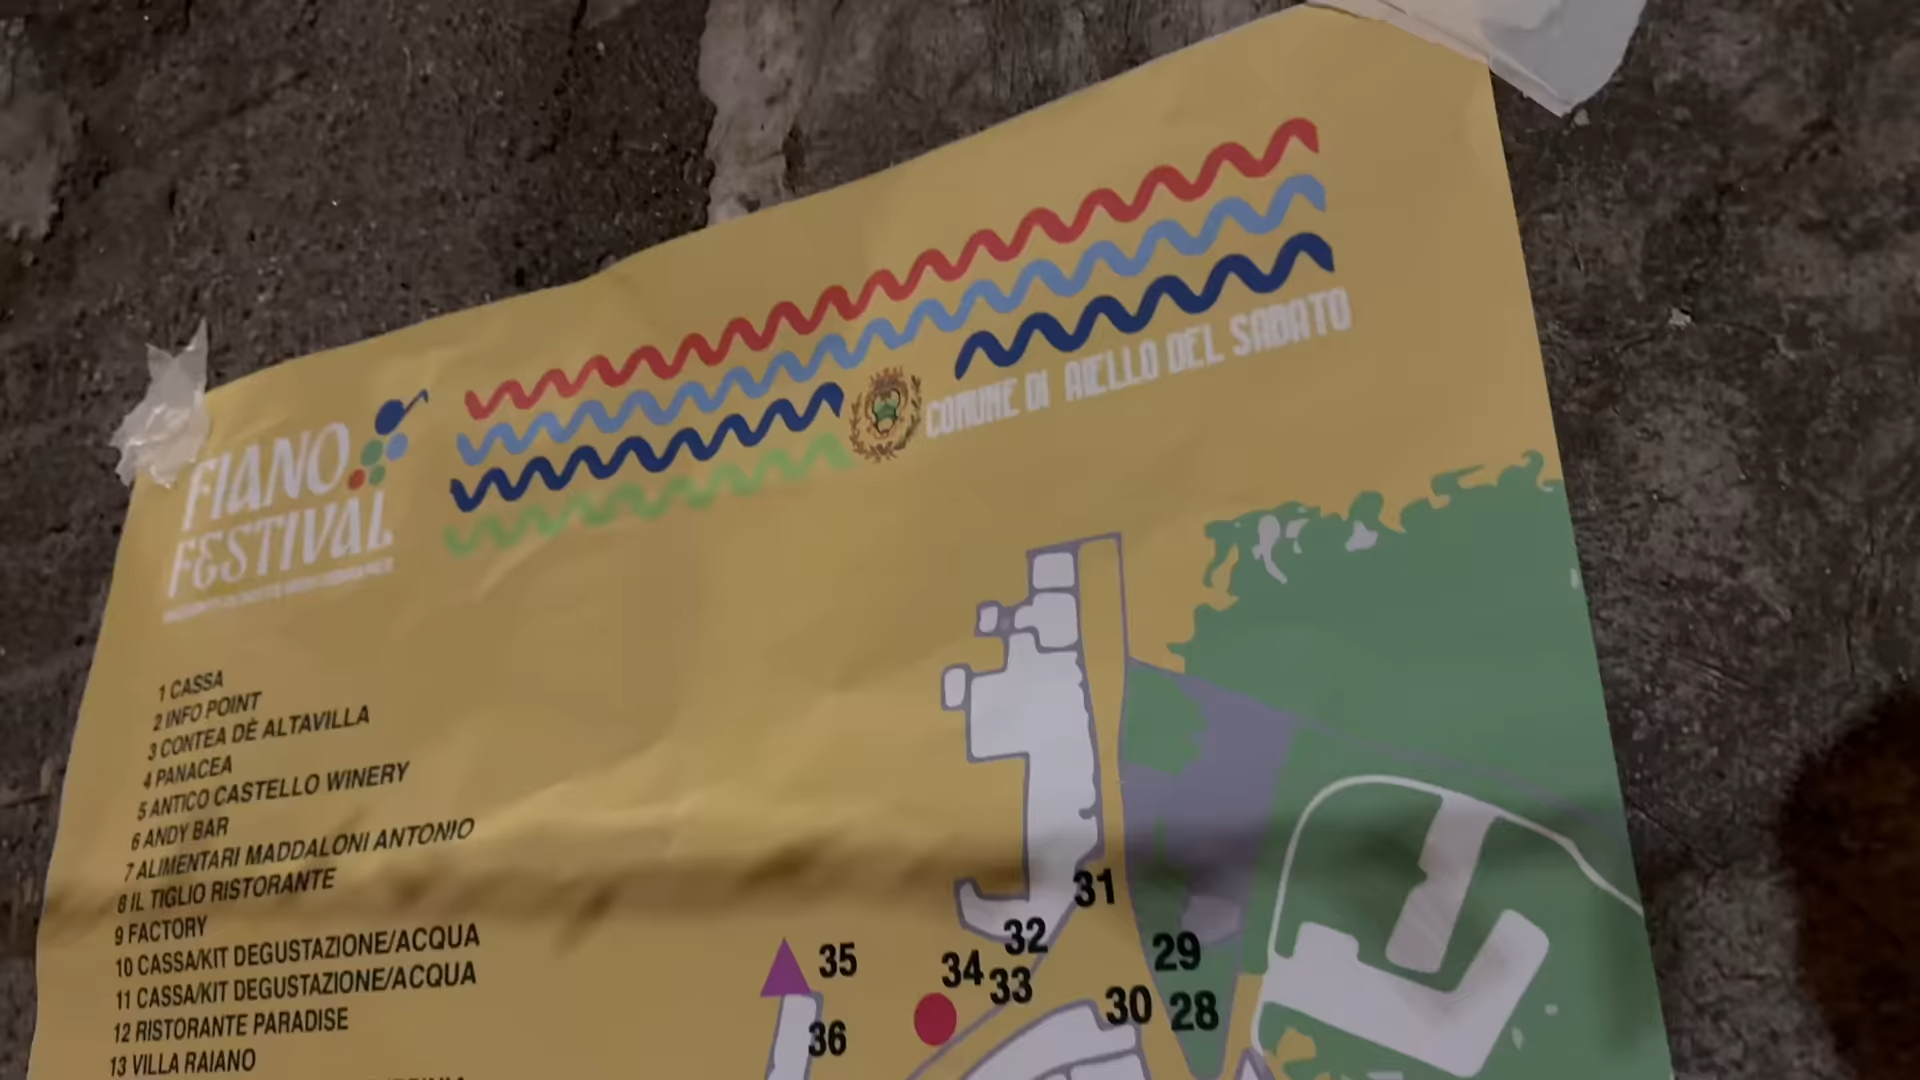 FIANO
FESTIVAL
COMUNE DI AIELLO DEL SABATO
1 CASSA
2 INFO POINT
3 CONTEA DÈ ALTAVILLA
4 PANACEA
5 ANTICO CASTELLO WINERY
6 ANDY BAR
7 ALIMENTARI MADDALONI ANTONIO
8 IL TIGLIO RISTORANTE
9 FACTORY
10 CASSA/KIT DEGUSTAZIONE/ACQUA
11 CASSA/KIT DEGUSTAZIONE/ACQUA
12 RISTORANTE PARADISE
13 VILLA RAIANO
31
32
35
34
33
29
30
28
36